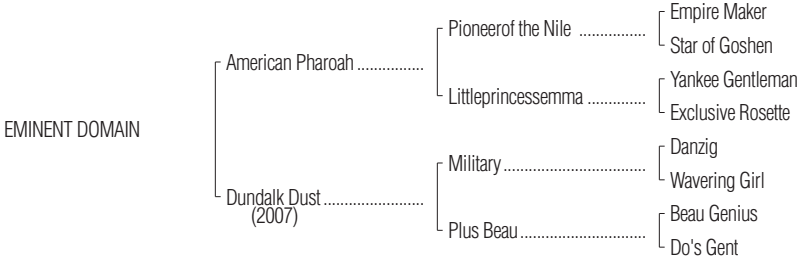 Empire Maker
Pioneerof the Nile ................
Star of Goshen
American Pharoah ................
Yankee Gentleman
Littleprincessemma ..............
Exclusive Rosette
EMINENT DOMAIN
Danzig
Military ..................................
Wavering Girl
Dundalk Dust ........................
(2007)
Beau Genius
Plus Beau ..............................
Do's Gent